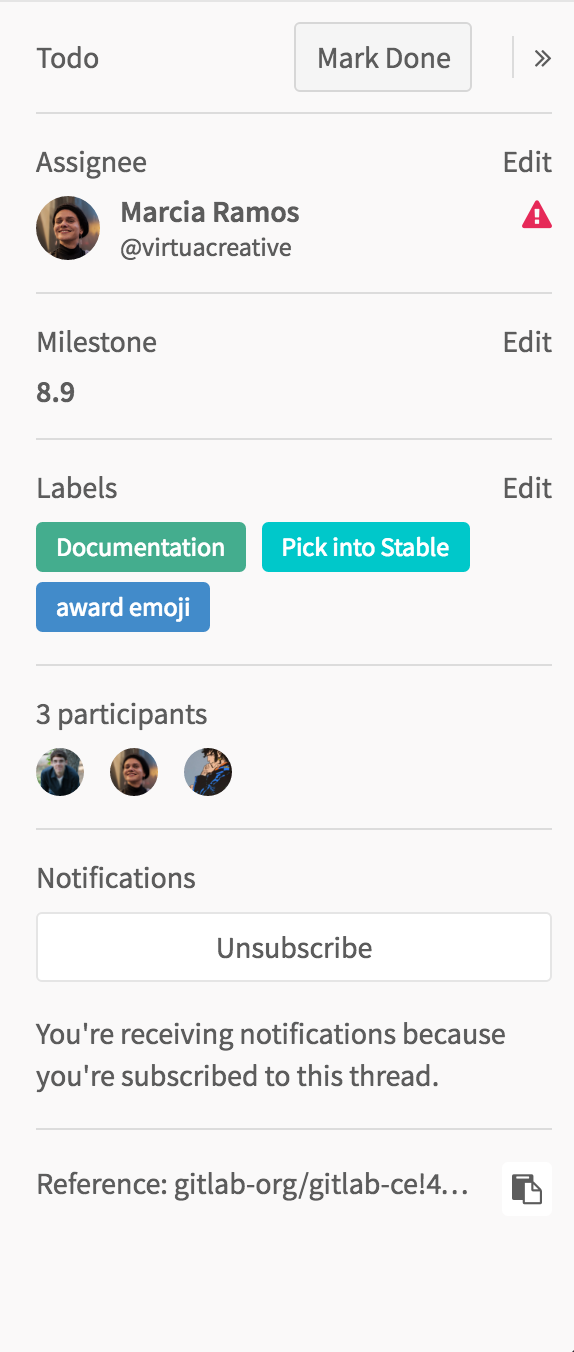 Todo Mark Done »
Assignee Edit
Marcia Ramos
@virtuacreative
Milestone Edit
8.9
Labels Edit
Documentation Pick into Stable
award emoji
3 participants
Notifications
Unsubscribe
You're receiving notifications because
you're subscribed to this thread.
Reference: gitlab-org/gitlab-ce!4…